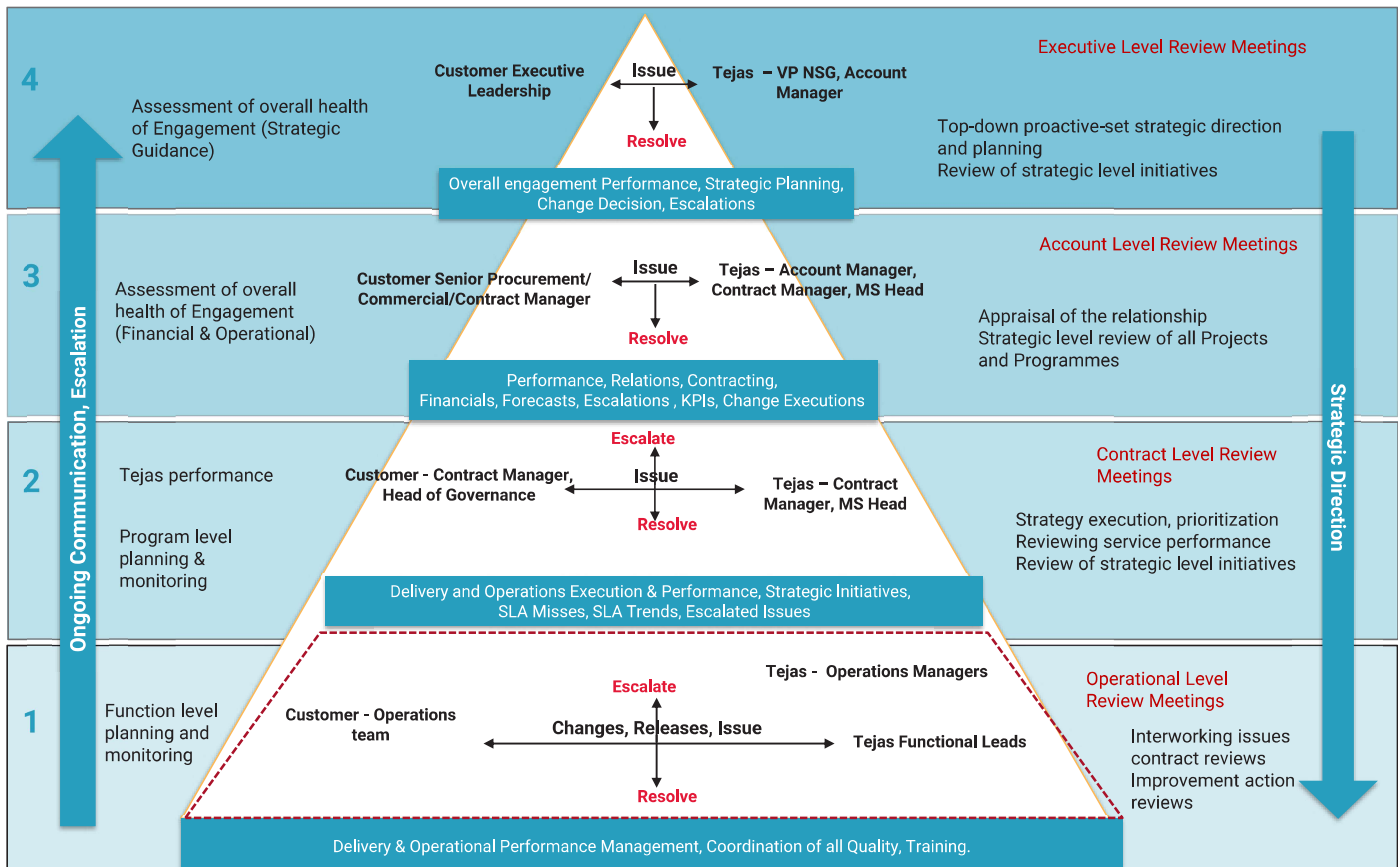 Executive Level Review Meetings
4
Customer Executive
Leadership
Issue
Tejas – VP NSG, Account
Manager
Assessment of overall health
of Engagement (Strategic
Guidance)
Resolve
Top-down proactive-set strategic direction
and planning
Review of strategic level initiatives
Overall engagement Performance, Strategic Planning,
Change Decision, Escalations
Account Level Review Meetings
3
Customer Senior Procurement/
Commercial/Contract Manager
Issue
Tejas – Account Manager,
Contract Manager, MS Head
Assessment of overall
health of Engagement
(Financial & Operational)
Resolve
Appraisal of the relationship
Strategic level review of all Projects
and Programmes
Performance, Relations, Contracting,
Financials, Forecasts, Escalations , KPIs, Change Executions
Ongoing Communication, Escalation
Strategic Direction
Contract Level Review
Meetings
2
Tejas performance
Escalate
Customer - Contract Manager,
Head of Governance
Issue
Tejas – Contract
Manager, MS Head
Resolve
Program level
planning &
monitoring
Strategy execution, prioritization
Reviewing service performance
Review of strategic level initiatives
Delivery and Operations Execution & Performance, Strategic Initiatives,
SLA Misses, SLA Trends, Escalated Issues
Operational Level
Review Meetings
1
Function level
planning and
monitoring
Tejas - Operations Managers
Escalate
Customer - Operations
team
Changes, Releases, Issue
Tejas Functional Leads
Resolve
Interworking issues
contract reviews
Improvement action
reviews
Delivery & Operational Performance Management, Coordination of all Quality, Training.